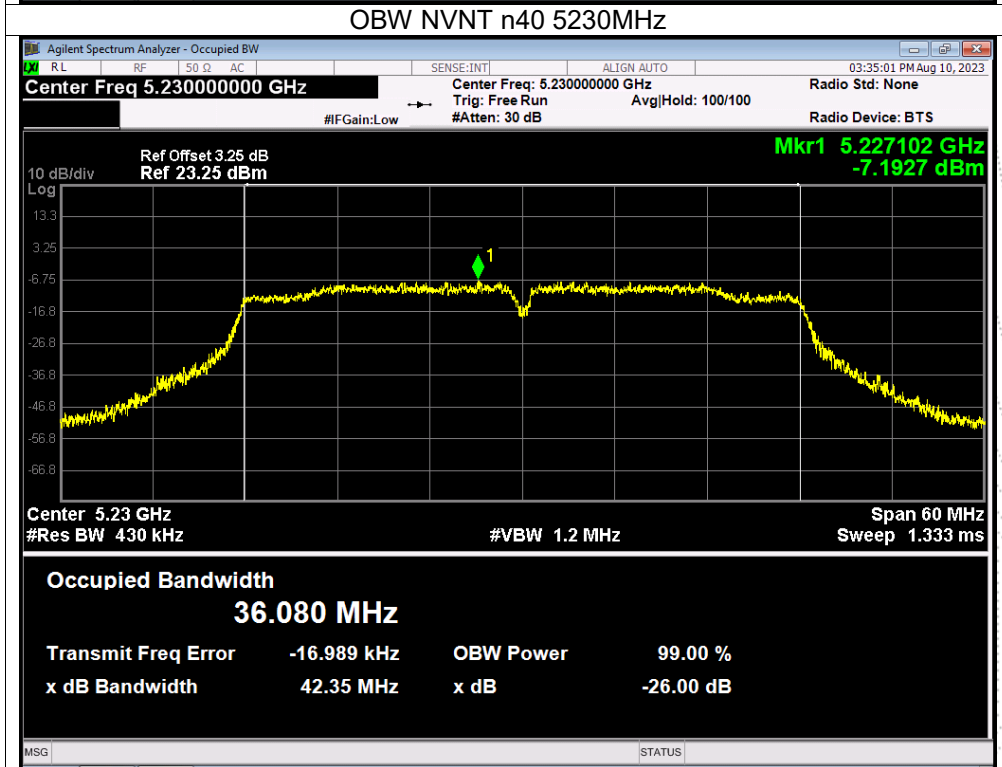 OBW NVNT n40 5230MHz
Agilent Spectrum Analyzer - Occupied BW
LXI RL RF 50 Ω AC SENSE:INT ALIGN AUTO 03:35:01 PM Aug 10, 2023
Center Freq 5.230000000 GHz
Center Freq: 5.230000000 GHz Radio Std: None
Trig: Free Run Avg|Hold: 100/100
#IFGain:Low #Atten: 30 dB Radio Device: BTS
Mkr1 5.227102 GHz
-7.1927 dBm
Ref Offset 3.25 dB
10 dB/div Ref 23.25 dBm
Log
13.3
3.25
1
-6.75
-16.8
-26.8
-36.8
-46.8
-56.8
-66.8
Center 5.23 GHz Span 60 MHz
#Res BW 430 kHz #VBW 1.2 MHz Sweep 1.333 ms
Occupied Bandwidth
36.080 MHz
Transmit Freq Error -16.989 kHz OBW Power 99.00 %
x dB Bandwidth 42.35 MHz x dB -26.00 dB
MSG STATUS